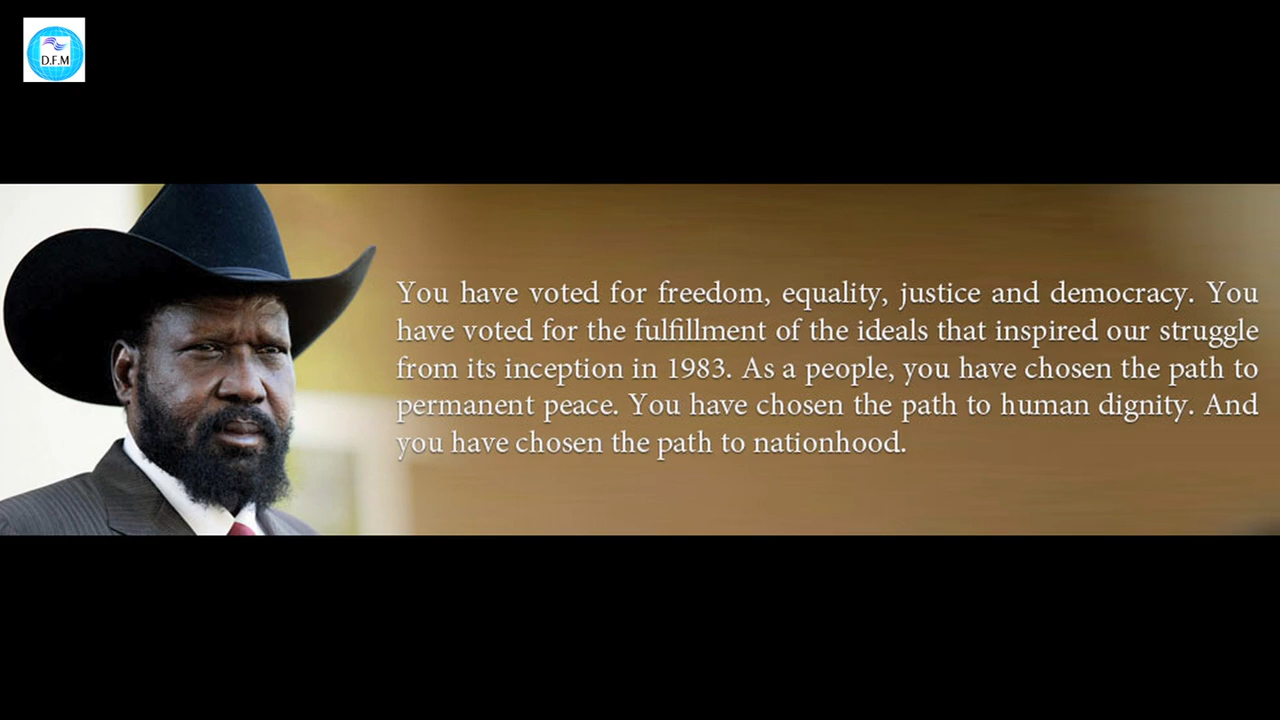 D.F.M
You have voted for freedom, equality, justice and democracy. You
have voted for the fulfillment of the ideals that inspired our struggle
from its inception in 1983. As a people, you have chosen the path to
permanent peace. You have chosen the path to human dignity. And
you have chosen the path to nationhood.